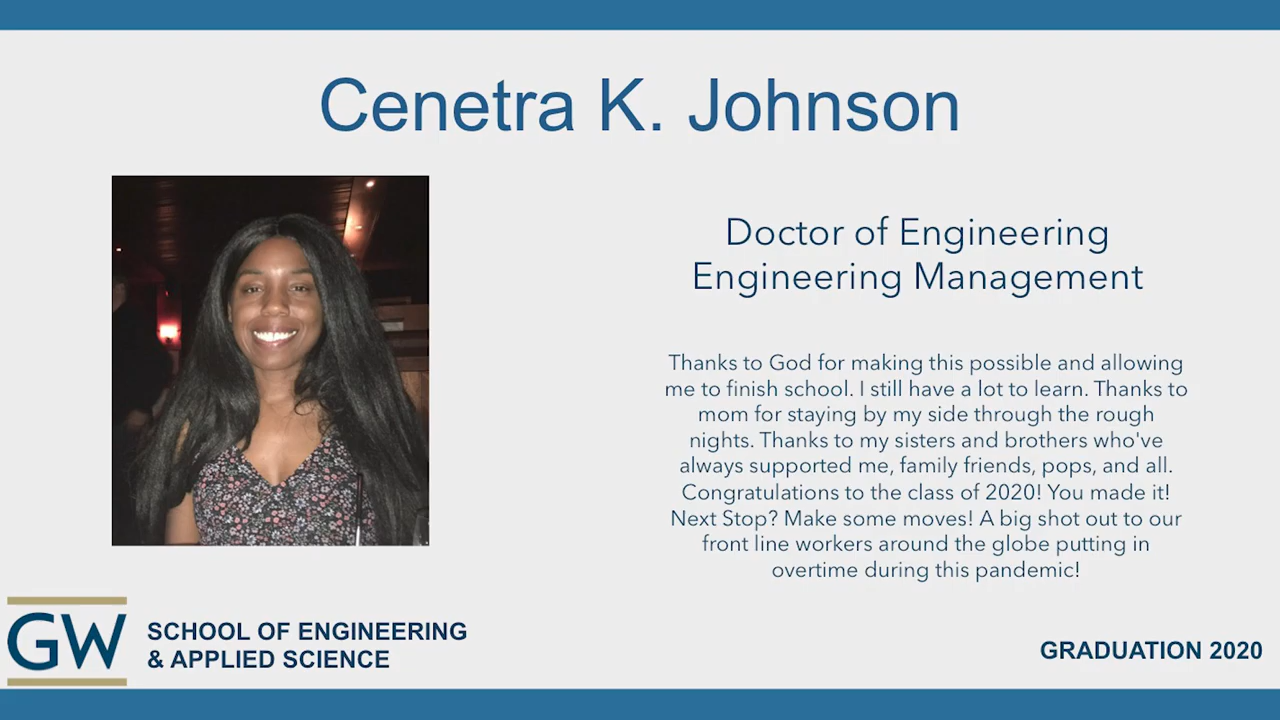 Cenetra K. Johnson
Doctor of Engineering
Engineering Management
Thanks to God for making this possible and allowing
me to finish school. I still have a lot to learn. Thanks to
mom for staying by my side through the rough
nights. Thanks to my sisters and brothers who've
always supported me, family friends, pops, and all.
Congratulations to the class of 2020! You made it!
Next Stop? Make some moves! A big shot out to our
front line workers around the globe putting in
overtime during this pandemic!
GW
SCHOOL OF ENGINEERING
& APPLIED SCIENCE
GRADUATION 2020